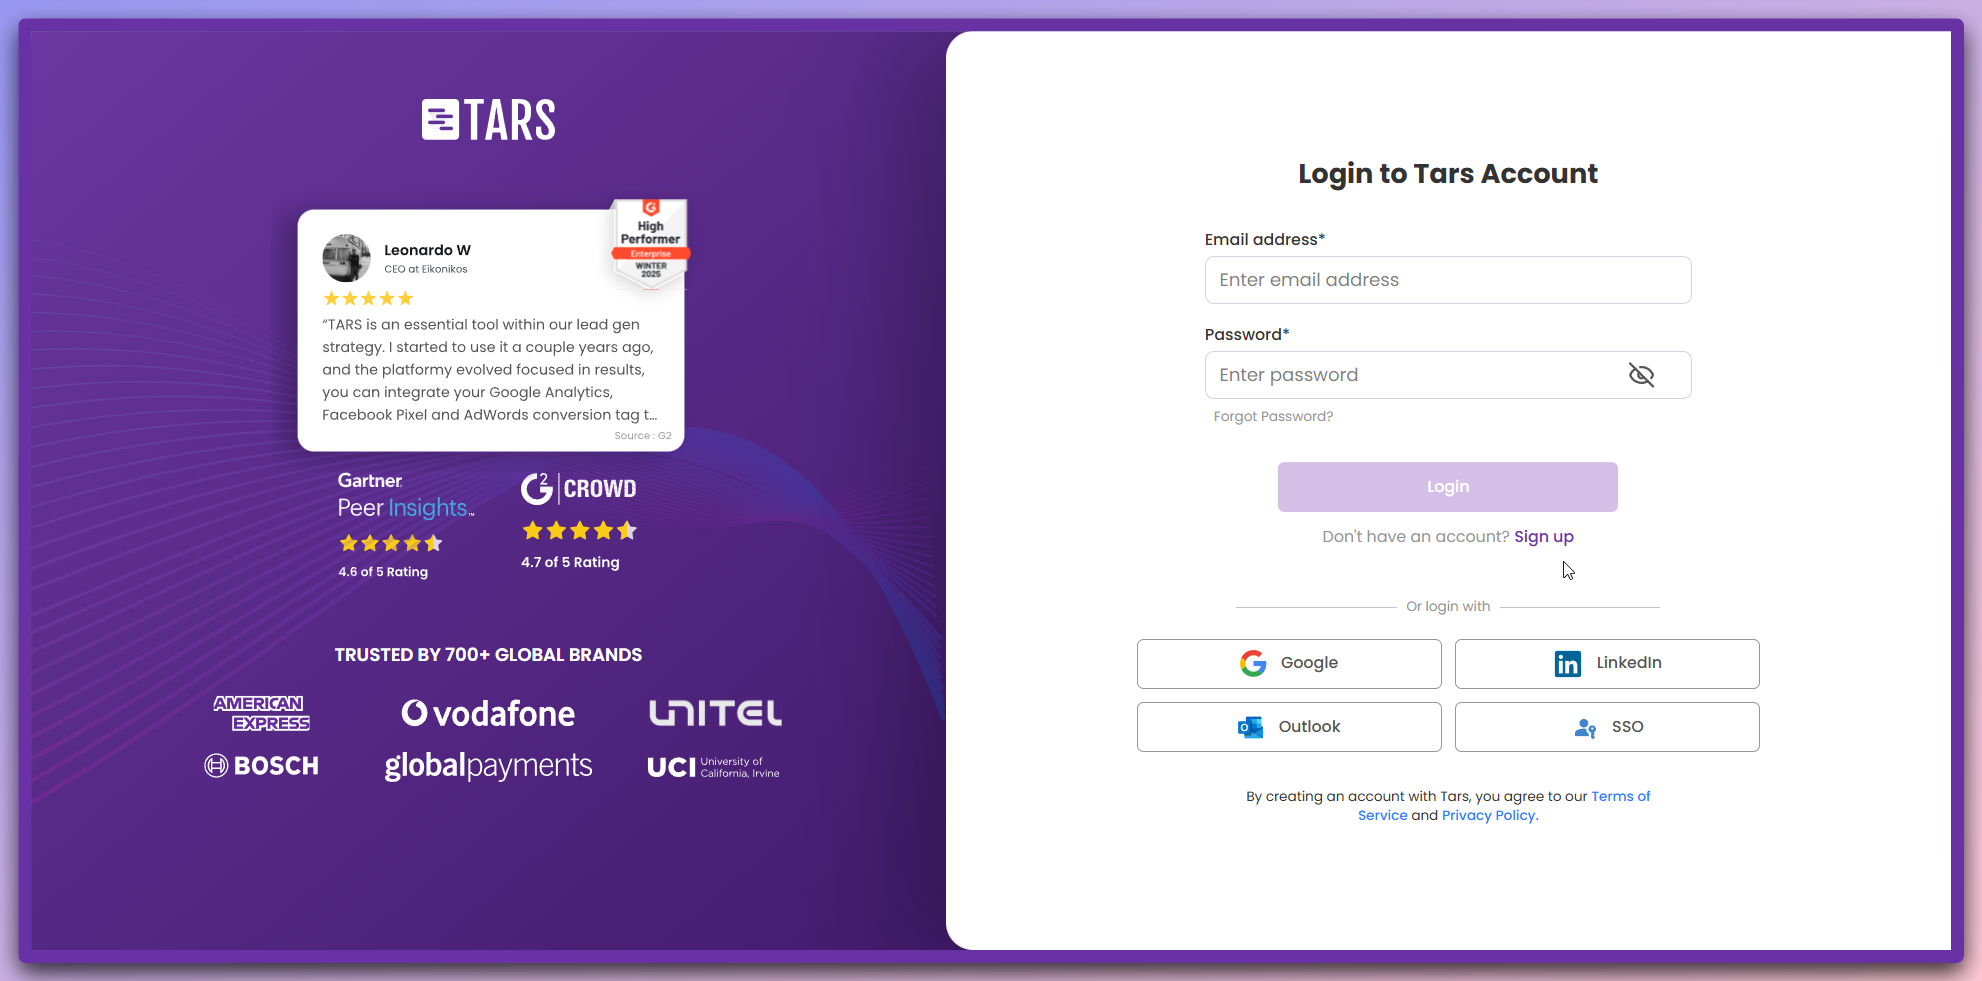 TARS
Leonardo W
CEO at Eikonikos
High
Performer
Enterprise
WINTER
2025
“TARS is an essential tool within our lead gen
strategy. I started to use it a couple years ago,
and the platformy evolved focused in results,
you can integrate your Google Analytics,
Facebook Pixel and AdWords conversion tag t...
Source : G2
Gartner
Peer Insights™
4.6 of 5 Rating
G2 | CROWD
4.7 of 5 Rating
TRUSTED BY 700+ GLOBAL BRANDS
AMERICAN
EXPRESS
vodafone
UNITEL
BOSCH
globalpayments
UCI University of
California, Irvine
Login to Tars Account
Email address*
Enter email address
Password*
Enter password
Forgot Password?
Login
Don't have an account? Sign up
Or login with
Google
LinkedIn
Outlook
SSO
By creating an account with Tars, you agree to our Terms of
Service and Privacy Policy.